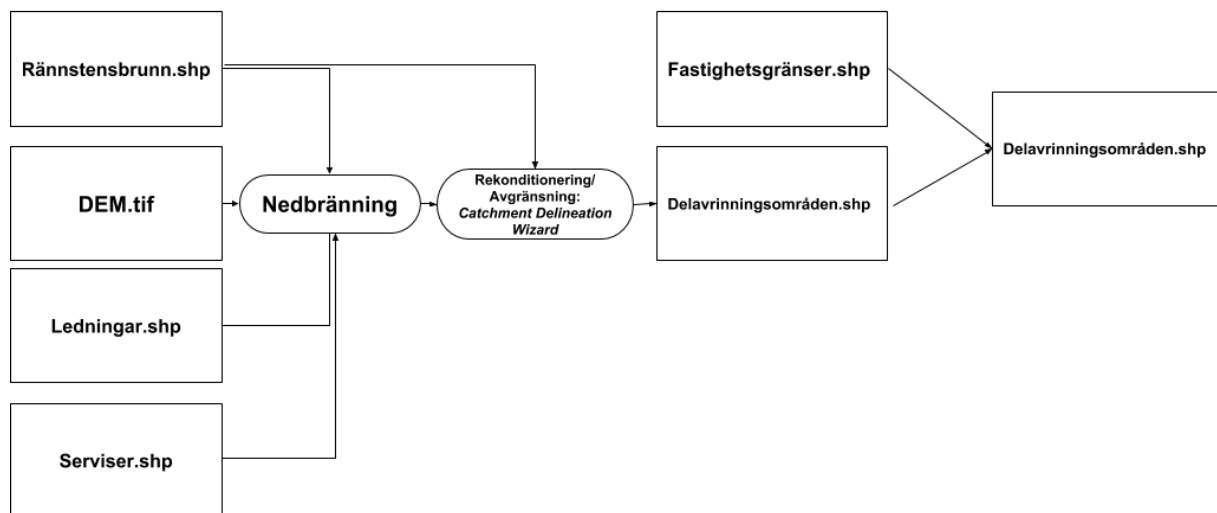 Rännstensbrunn.shp
DEM.tif
Ledningar.shp
Serviser.shp
Nedbränning
Rekonditionering/
Avgränsning:
Catchment Delineation
Wizard
Fastighetsgränser.shp
Delavrinningsområden.shp
Delavrinningsområden.shp